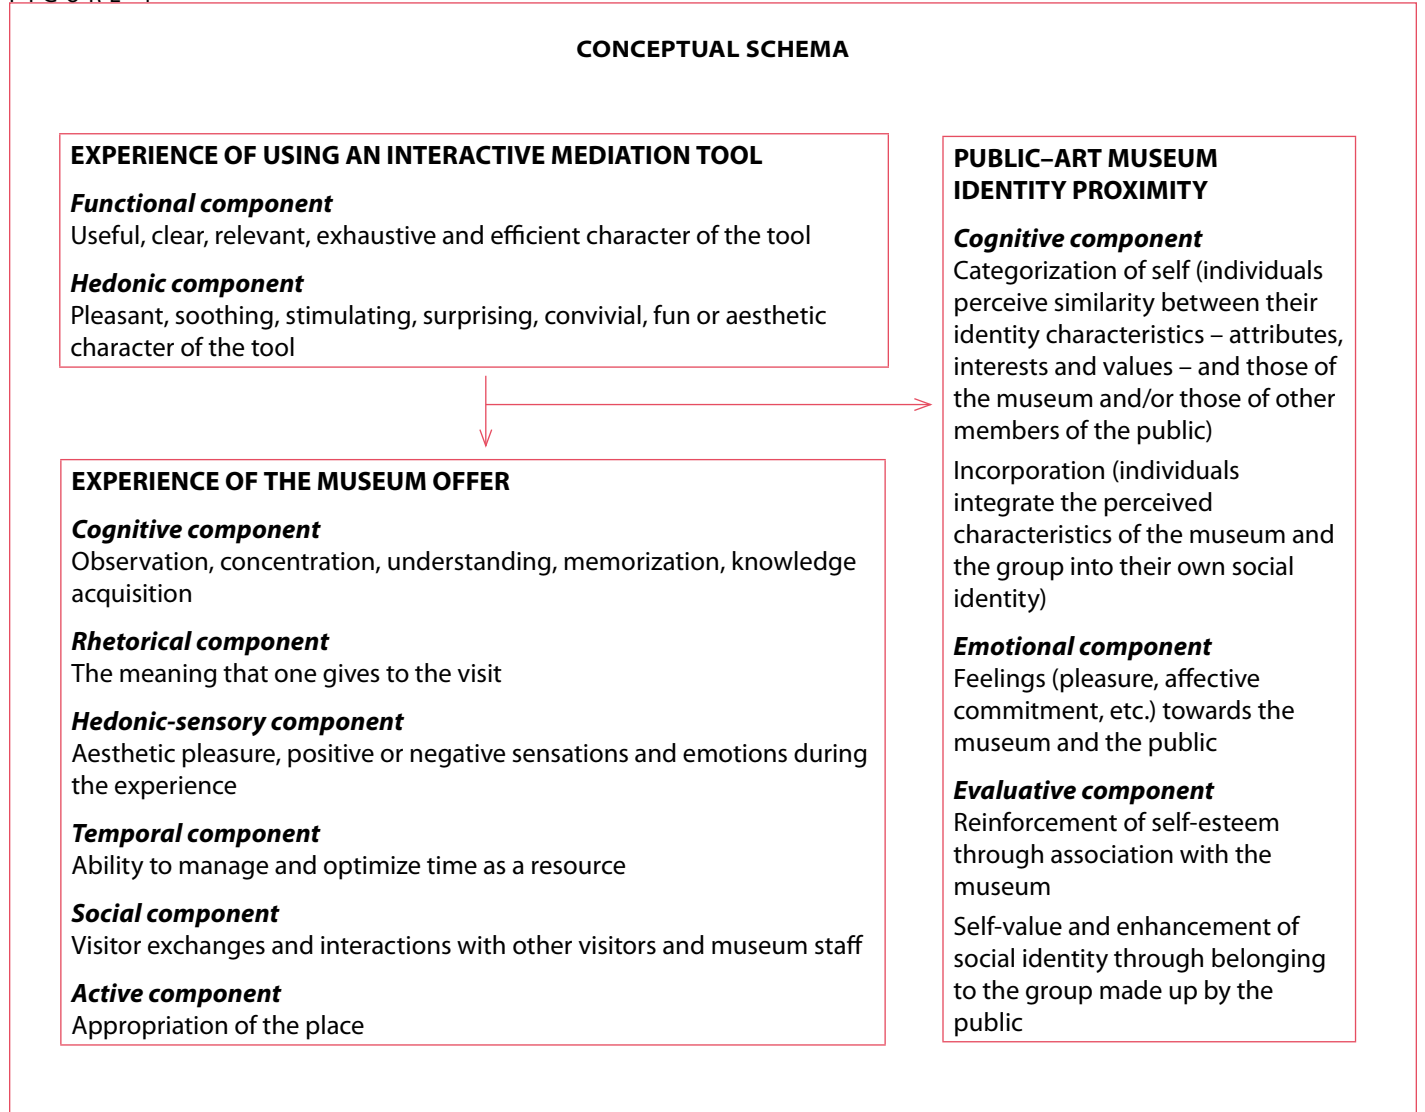 CONCEPTUAL SCHEMA
EXPERIENCE OF USING AN INTERACTIVE MEDIATION TOOL
Functional component
Useful, clear, relevant, exhaustive and efficient character of the tool
Hedonic component
Pleasant, soothing, stimulating, surprising, convivial, fun or aesthetic
character of the tool
EXPERIENCE OF THE MUSEUM OFFER
Cognitive component
Observation, concentration, understanding, memorization, knowledge
acquisition
Rhetorical component
The meaning that one gives to the visit
Hedonic-sensory component
Aesthetic pleasure, positive or negative sensations and emotions during
the experience
Temporal component
Ability to manage and optimize time as a resource
Social component
Visitor exchanges and interactions with other visitors and museum staff
Active component
Appropriation of the place
PUBLIC–ART MUSEUM
IDENTITY PROXIMITY
Cognitive component
Categorization of self (individuals
perceive similarity between their
identity characteristics – attributes,
interests and values – and those of
the museum and/or those of other
members of the public)
Incorporation (individuals
integrate the perceived
characteristics of the museum and
the group into their own social
identity)
Emotional component
Feelings (pleasure, affective
commitment, etc.) towards the
museum and the public
Evaluative component
Reinforcement of self-esteem
through association with the
museum
Self-value and enhancement of
social identity through belonging
to the group made up by the
public